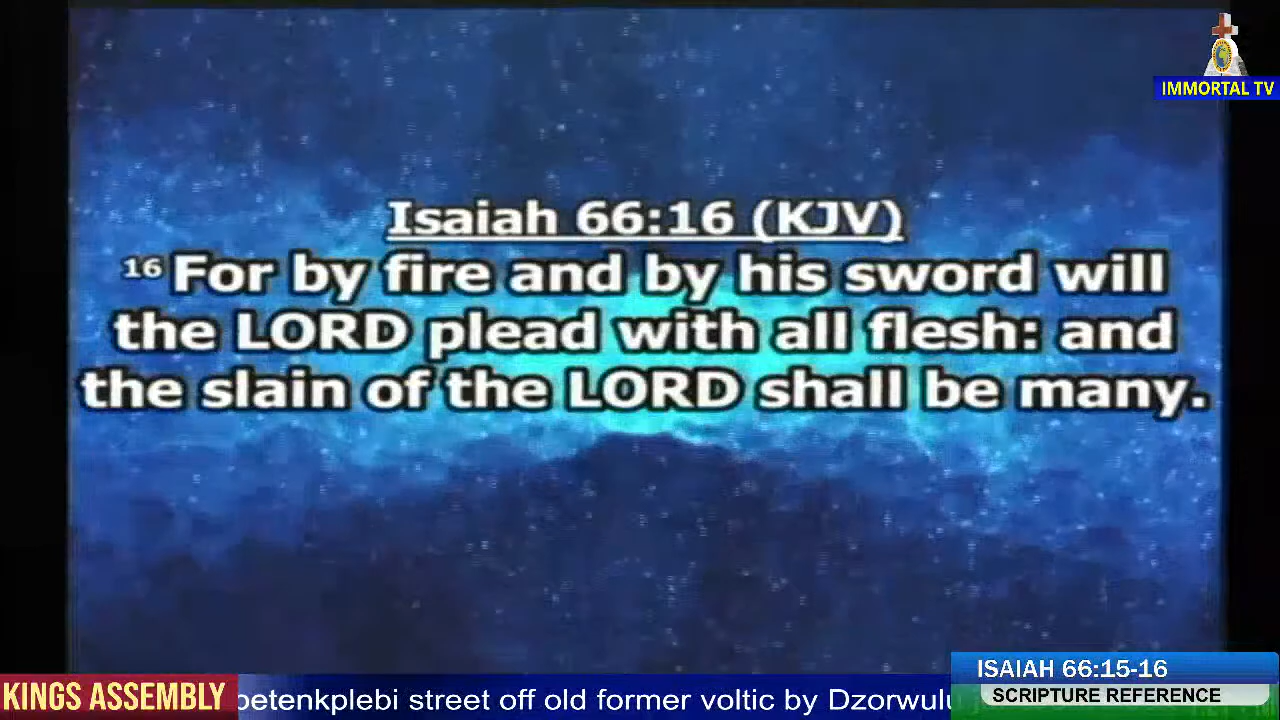 IMMORTAL TV
Isaiah 66:16 (KJV)
16 For by fire and by his sword will
the LORD plead with all flesh: and
the slain of the LORD shall be many.
ISAIAH 66:15-16
SCRIPTURE REFERENCE
KINGS ASSEMBLY
street off old former voltic by